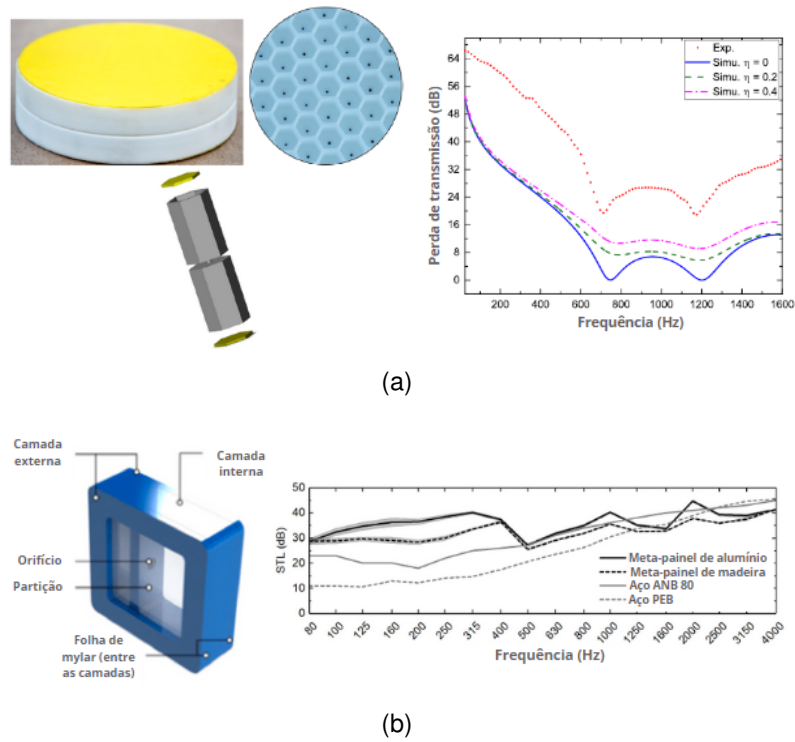 64
56
48
40
32
24
16
8
0
Perda de transmissão (dB)
Exp.
Simu. η = 0
Simu. η = 0.2
Simu. η = 0.4
200 400 600 800 1000 1200 1400 1600
Frequência (Hz)
(a)
Camada
externa
Camada
interna
Orifício
Partição
Folha de
mylar (entre
as camadas)
50
40
30
20
10
0
STL (dB)
Meta-painel de alumínio
Meta-painel de madeira
Aço ANB 80
Aço PEB
80 100 125 160 200 250 315 400 500 630 800 1000 1250 1600 2000 2500 3150 4000
Frequência (Hz)
(b)